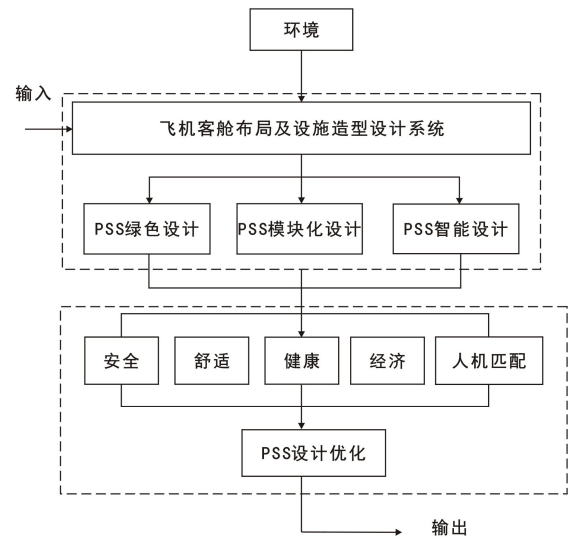 环境
输入
飞机客舱布局及设施造型设计系统
PSS绿色设计
PSS模块化设计
PSS智能设计
安全
舒适
健康
经济
人机匹配
PSS设计优化
输出